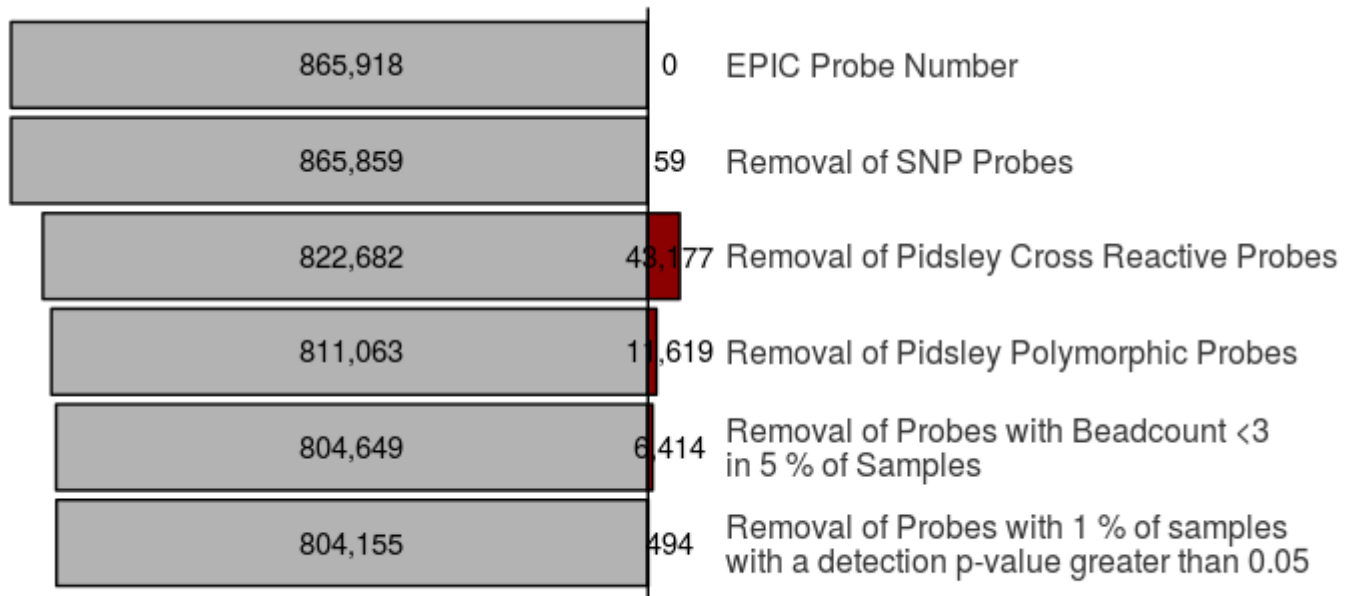 865,918 0 EPIC Probe Number
865,859 59 Removal of SNP Probes
822,682 43,177 Removal of Pidsley Cross Reactive Probes
811,063 11,619 Removal of Pidsley Polymorphic Probes
804,649 6,414 Removal of Probes with Beadcount <3
in 5 % of Samples
804,155 494 Removal of Probes with 1 % of samples
with a detection p-value greater than 0.05